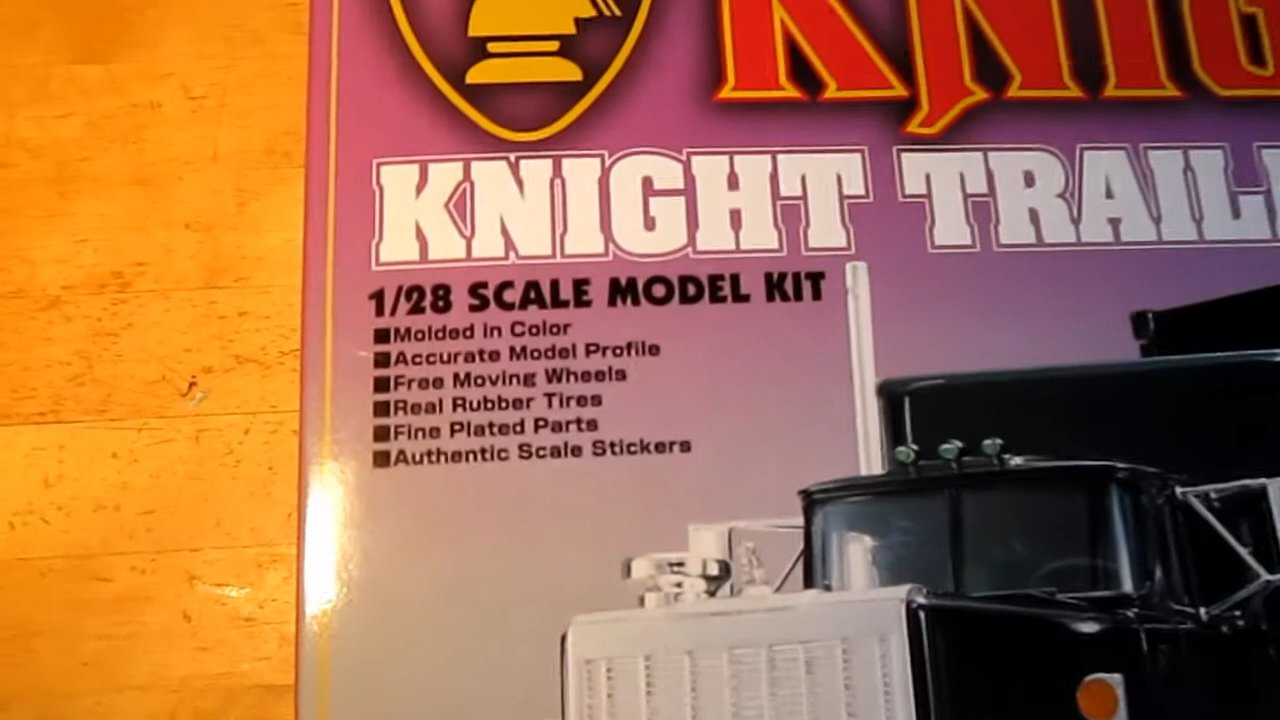 KNIG
KNIGHT TRAIL
1/28 SCALE MODEL KIT
■Molded in Color
■Accurate Model Profile
■Free Moving Wheels
■Real Rubber Tires
■Fine Plated Parts
■Authentic Scale Stickers